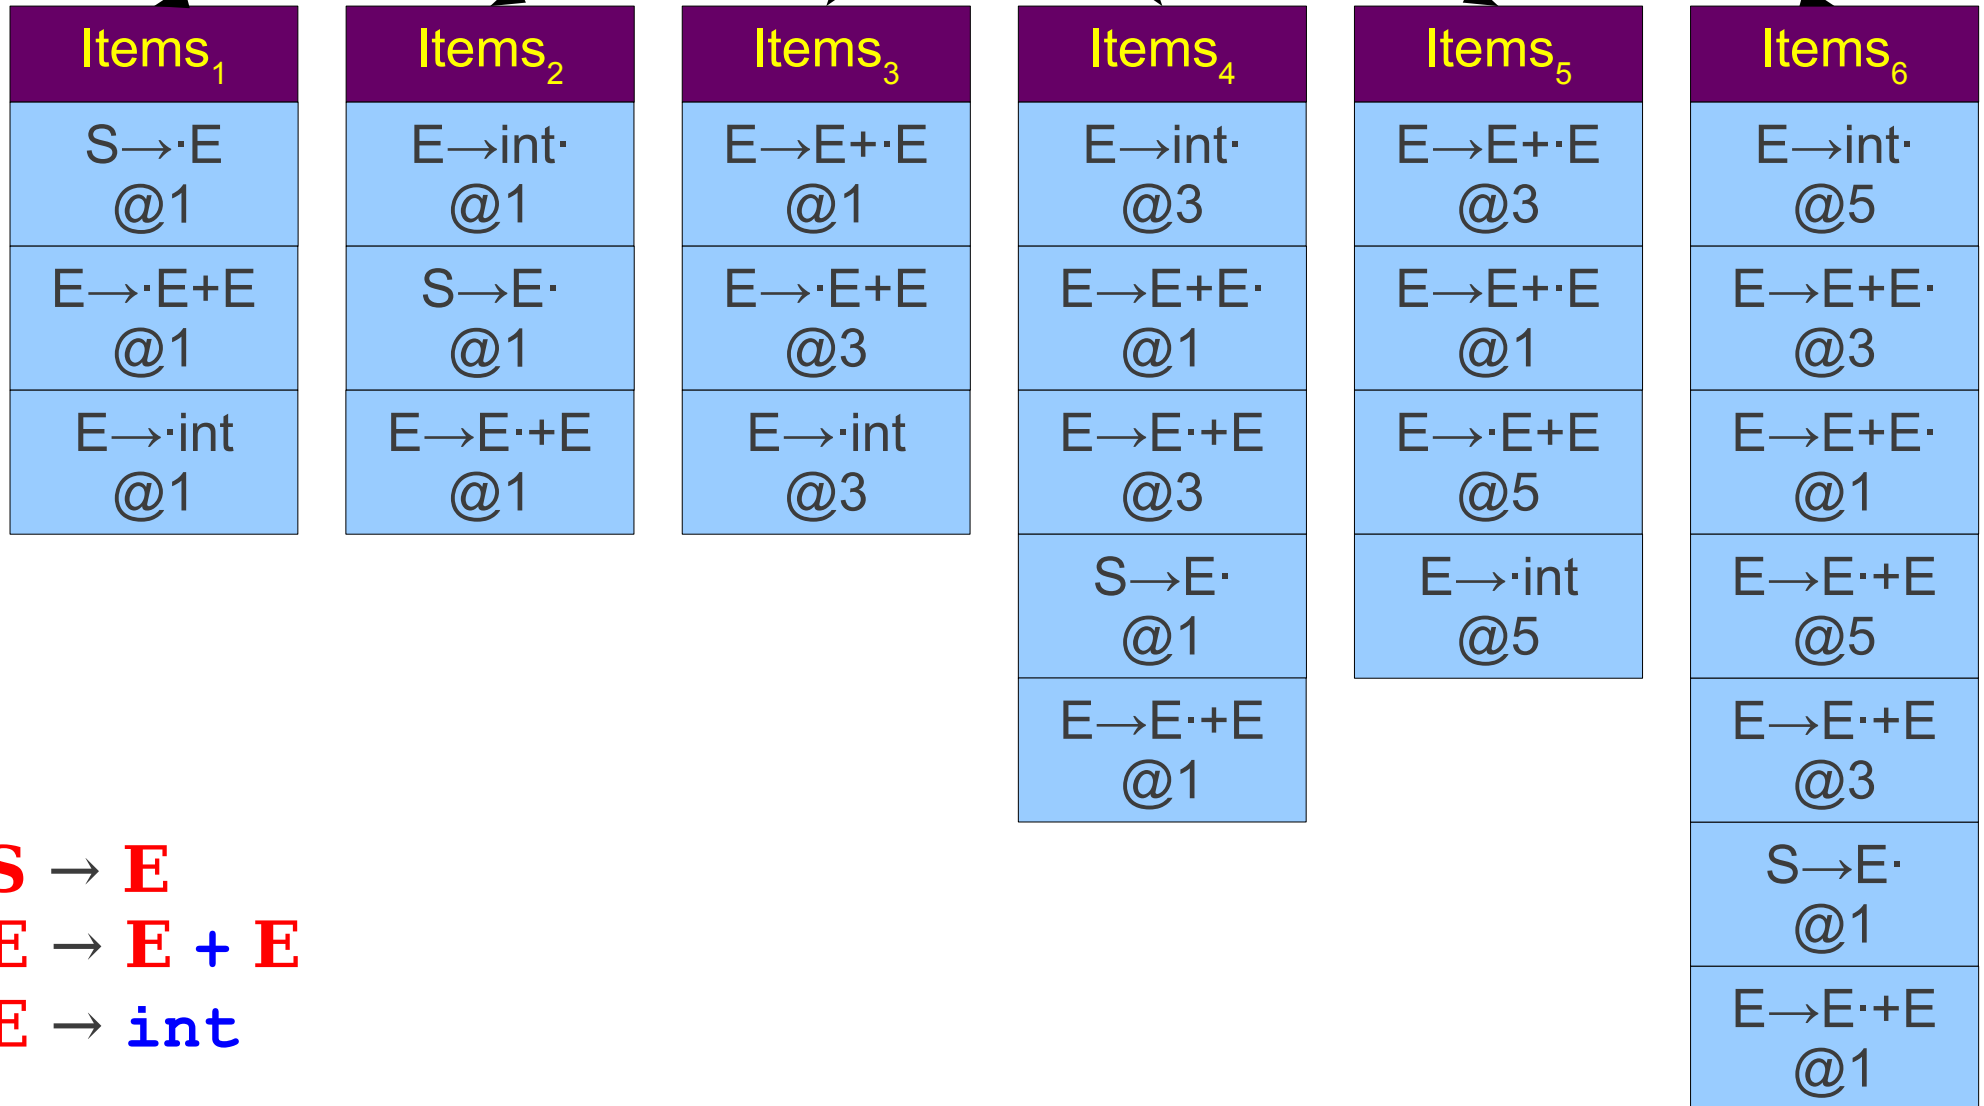 Items₁
S→·E
@1
E→·E+E
@1
E→·int
@1
Items₂
E→int·
@1
S→E·
@1
E→E·+E
@1
Items₃
E→E+·E
@1
E→·E+E
@3
E→·int
@3
Items₄
E→int·
@3
E→E+E·
@1
E→E·+E
@3
S→E·
@1
E→E·+E
@1
Items₅
E→E+·E
@3
E→E+·E
@1
E→·E+E
@5
E→·int
@5
Items₆
E→int·
@5
E→E+E·
@3
E→E+E·
@1
E→E·+E
@5
E→E·+E
@3
S→E·
@1
E→E·+E
@1
S → E
E → E + E
E → int